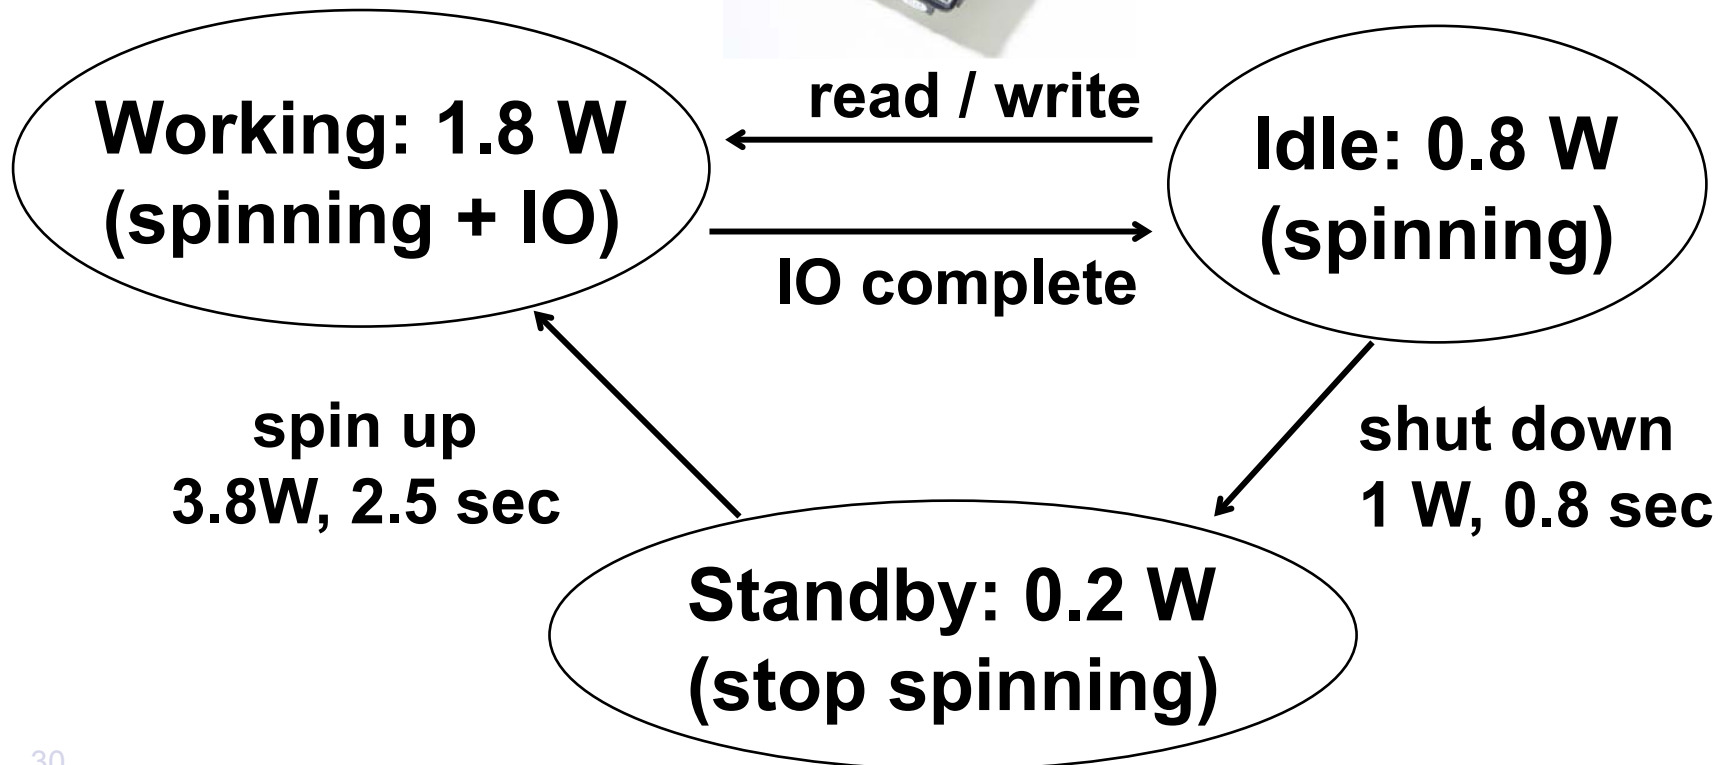 read / write
Working: 1.8 W
(spinning + IO)
Idle: 0.8 W
(spinning)
IO complete
spin up
3.8W, 2.5 sec
shut down
1 W, 0.8 sec
Standby: 0.2 W
(stop spinning)
30